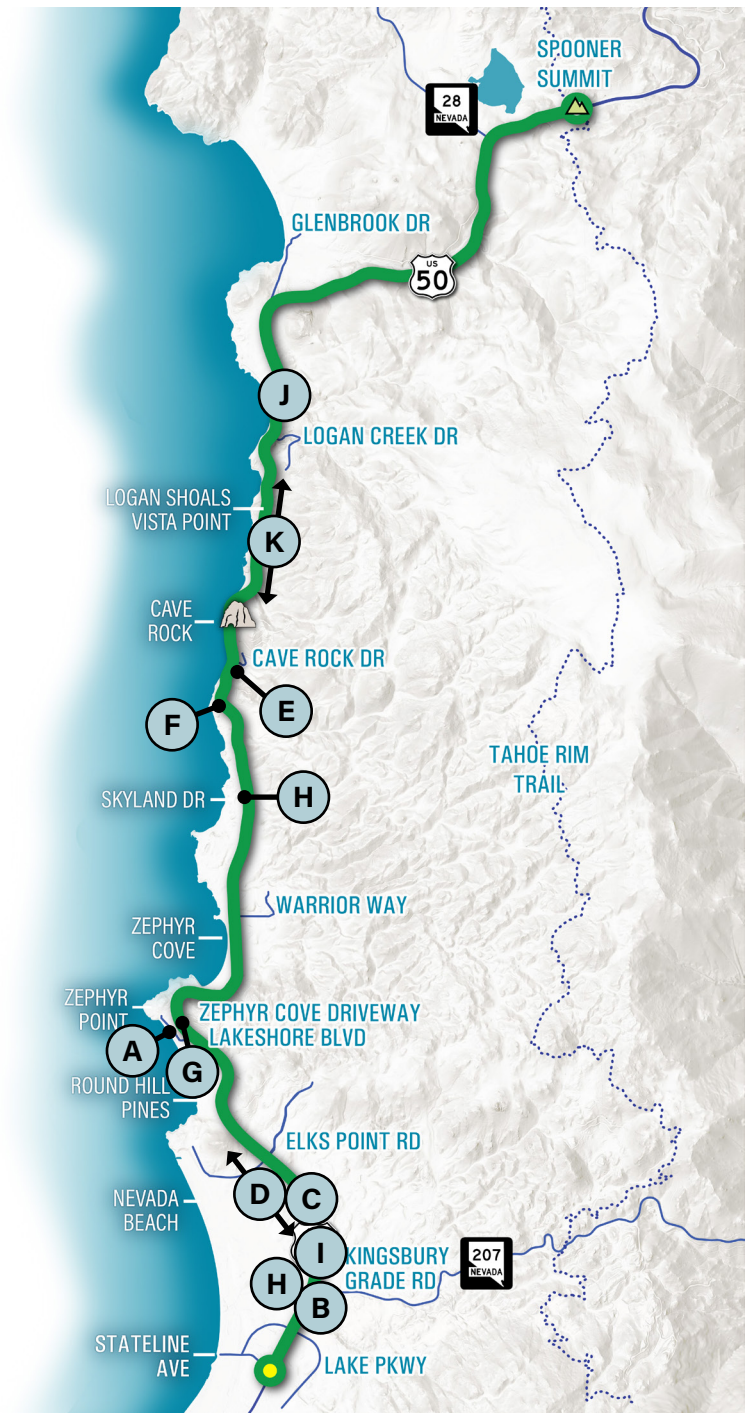 SPOONER
SUMMIT
28
NEVADA
GLENBROOK DR
US
50
J
LOGAN CREEK DR
LOGAN SHOALS
VISTA POINT
K
CAVE
ROCK
CAVE ROCK DR
E
F
TAHOE RIM
TRAIL
SKYLAND DR
H
WARRIOR WAY
ZEPHYR
COVE
ZEPHYR
POINT
ZEPHYR COVE DRIVEWAY
LAKESHORE BLVD
A
G
ROUND HILL
PINES
ELKS POINT RD
NEVADA
BEACH
D
C
I
KINGSBURY
GRADE RD
207
NEVADA
H
B
STATELINE
AVE
LAKE PKWY